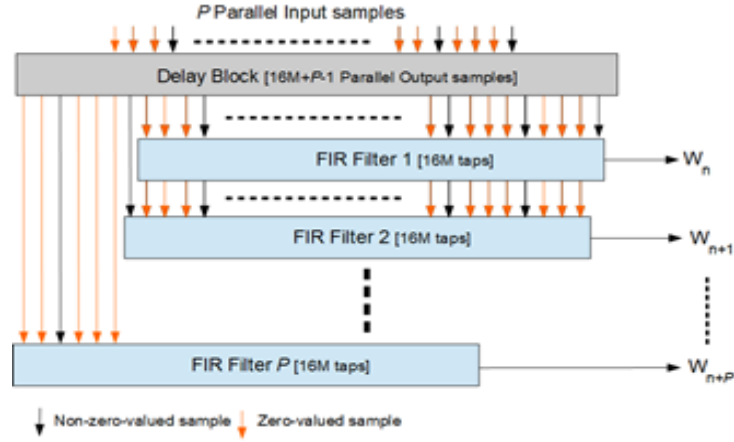 P Parallel Input samples
Delay Block [16M+P-1 Parallel Output samples]
FIR Filter 1 [16M taps]
Wn
FIR Filter 2 [16M taps]
Wn+1
FIR Filter P [16M taps]
Wn+P
Non-zero-valued sample
Zero-valued sample